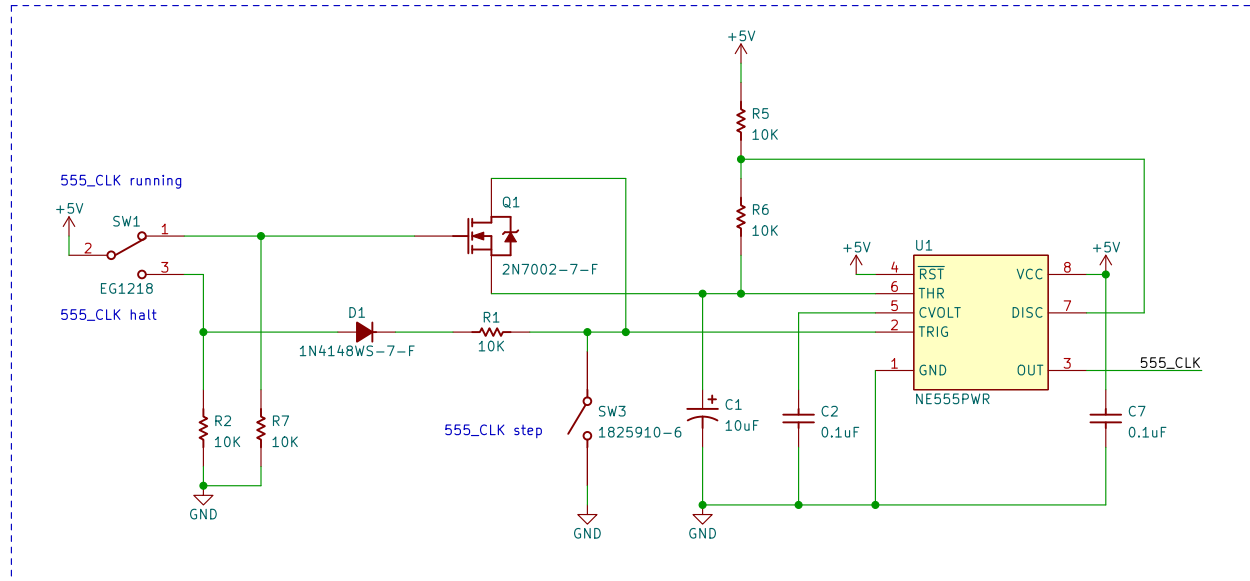 +5V
R5
10K
555_CLK running
+5V
SW1
1
2
3
EG1218
555_CLK halt
Q1
2N7002-7-F
R6
10K
D1
1N4148WS-7-F
R1
10K
+5V
U1
+5V
4
RST
VCC
8
6
THR
5
CVOLT
DISC
7
2
TRIG
1
GND
OUT
3
555_CLK
NE555PWR
R2
10K
R7
10K
555_CLK step
SW3
1825910-6
+
C1
10uF
C2
0.1uF
C7
0.1uF
GND
GND
GND